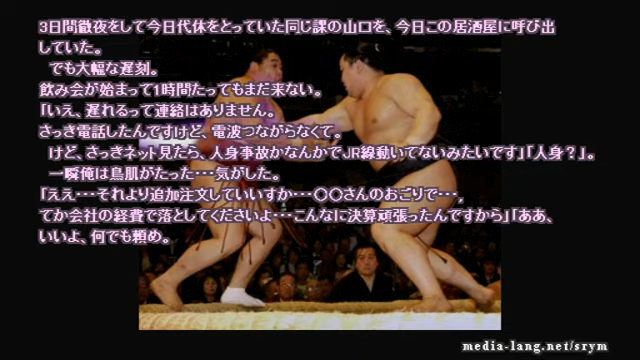 3日間徹夜をして今日代休をとっていた同じ課の山口を、今日この居酒屋に呼び出
していた。
でも大幅な遅刻。
飲み会が始まって1時間たってもまだ来ない。
「いえ、遅れるって連絡はありません。
さっき電話したんですけど、電波つながらなくて。
けど、さっきネット見たら、人身事故かなんかでJR線動いてないみたいです」「人身？」。
一瞬俺は鳥肌がたった･･･気がした。
「ええ･･･それより追加注文していいすか･･･〇〇さんのおごりで･･･,
てか会社の経費で落としてくださいよ･･･こんなに決算頑張ったんですから」「ああ、
いいよ、何でも頼め。
media-lang.net/srym